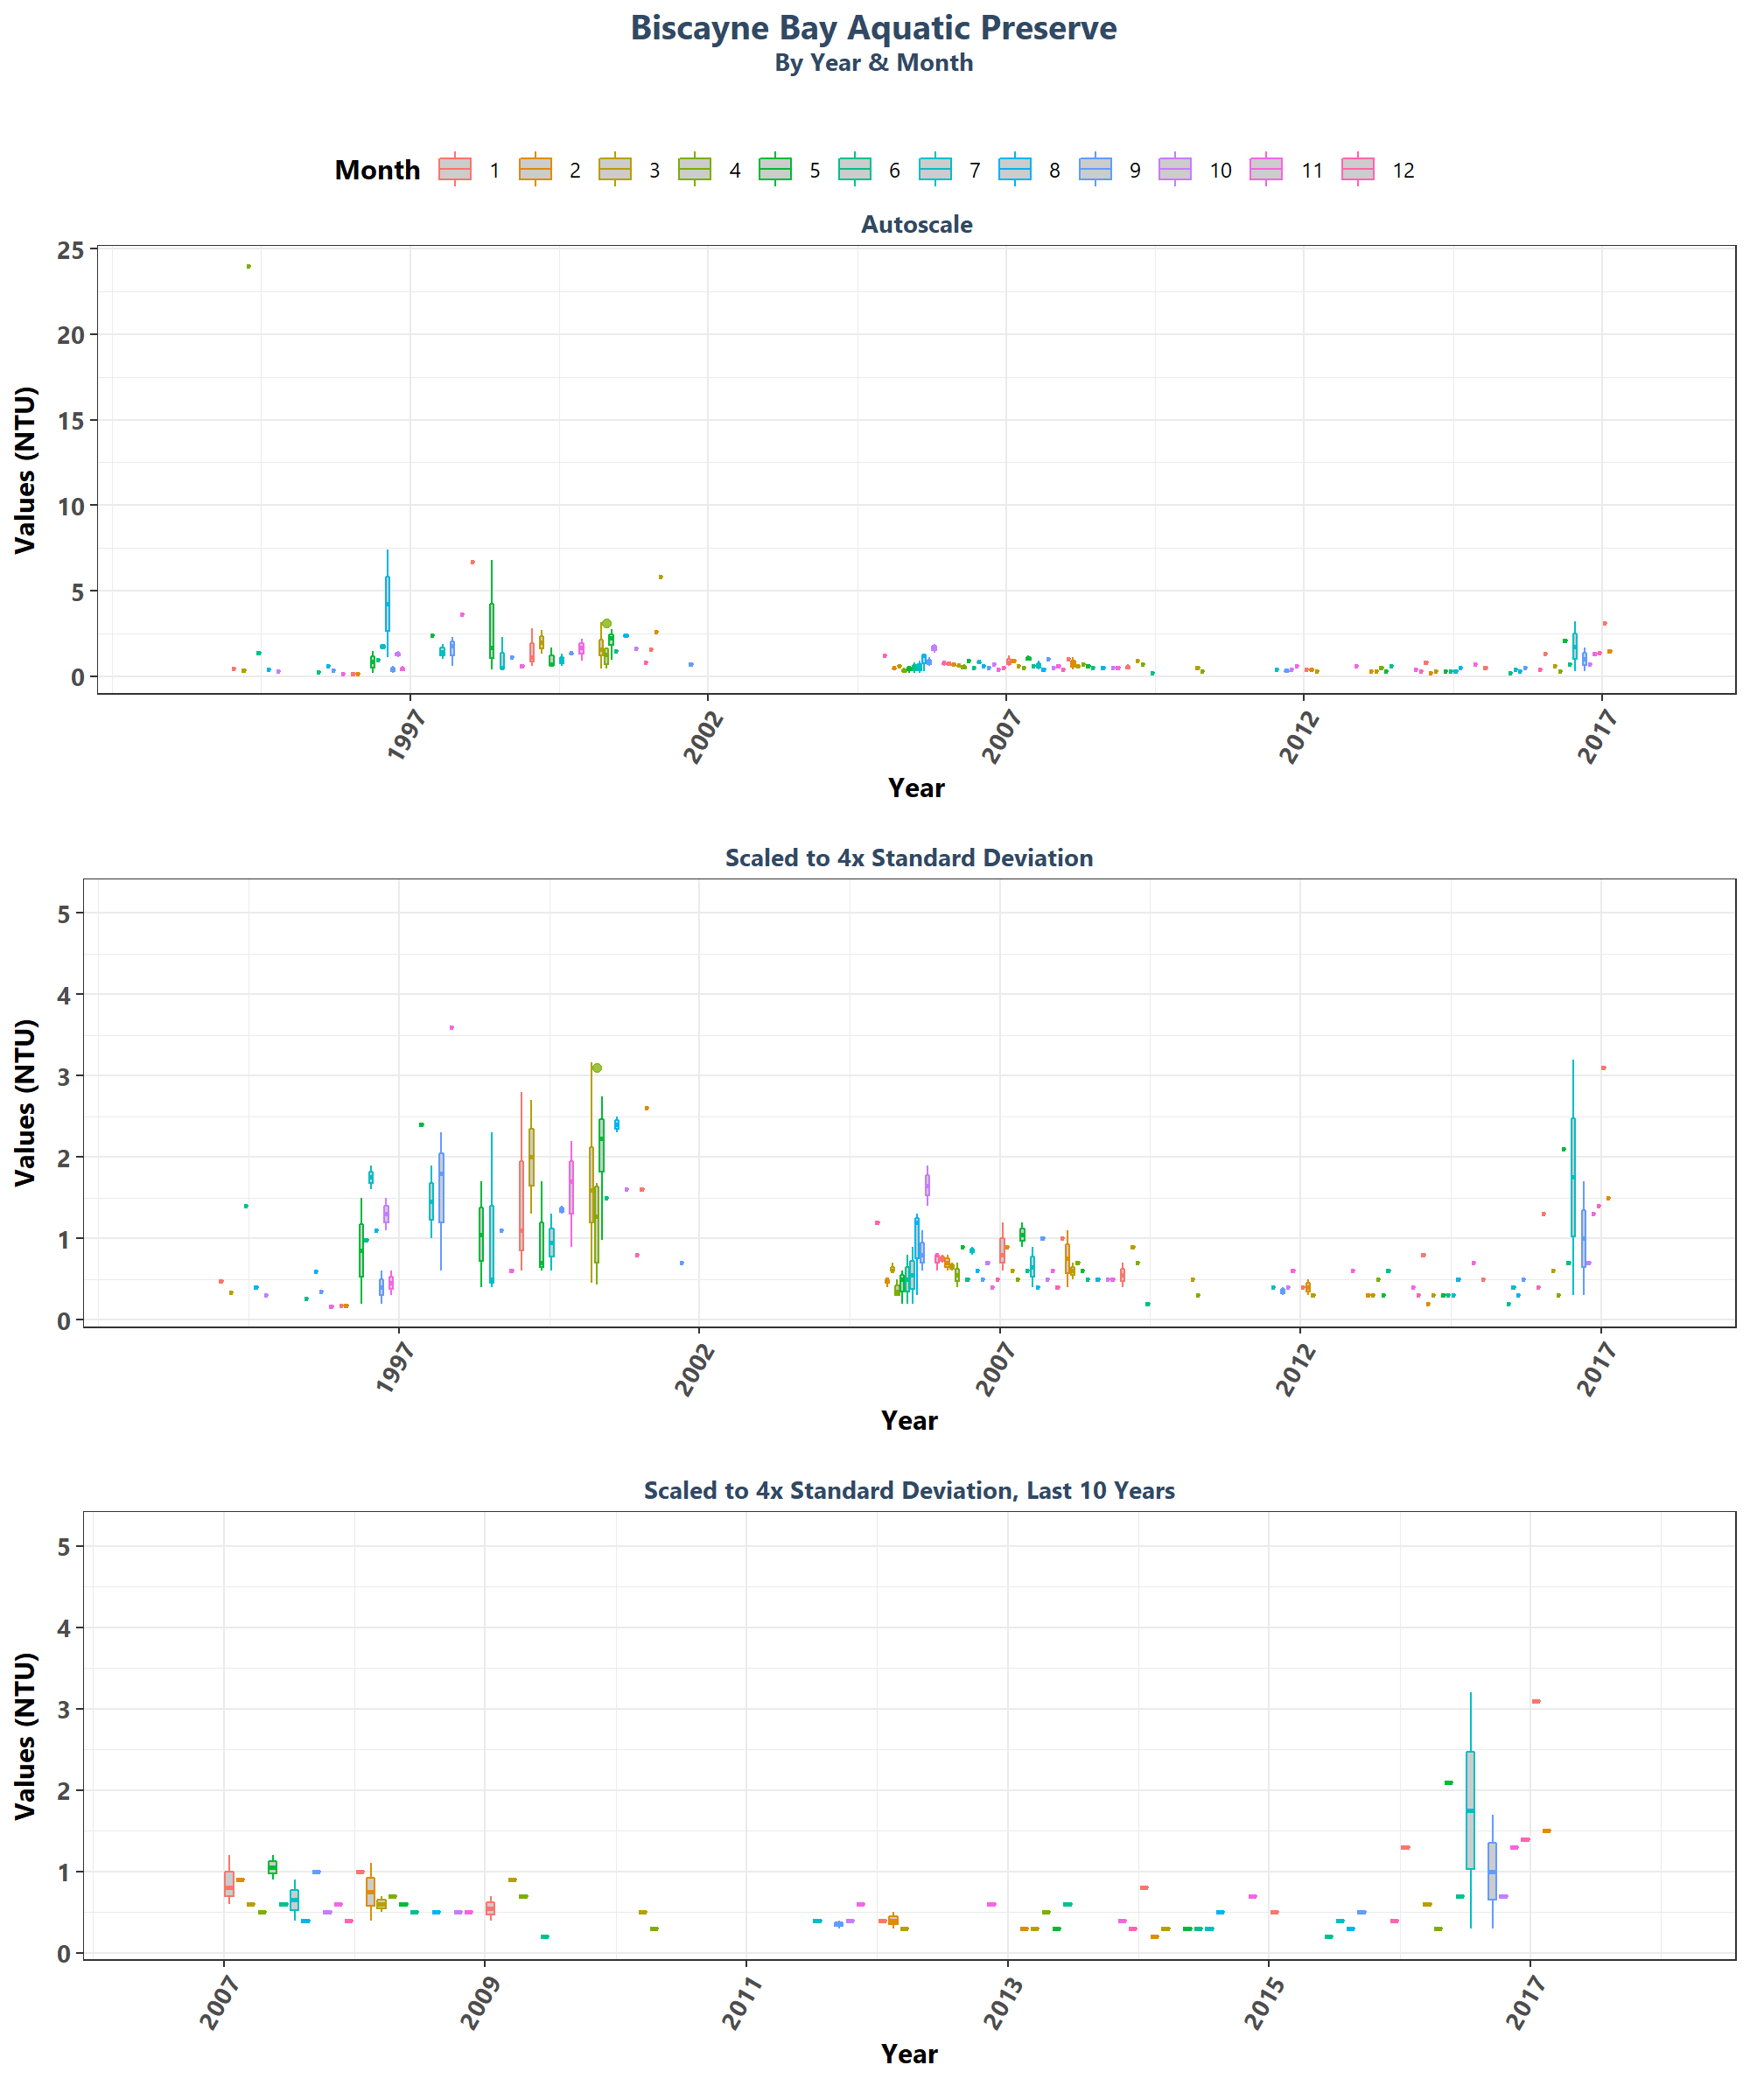 Biscayne Bay Aquatic Preserve
By Year & Month
Month 1 2 3 4 5 6 7 8 9 10 11 12
Autoscale
Values (NTU)
25
20
15
10
5
0
1997 2002 2007 2012 2017
Year
Scaled to 4x Standard Deviation
Values (NTU)
5
4
3
2
1
0
1997 2002 2007 2012 2017
Year
Scaled to 4x Standard Deviation, Last 10 Years
Values (NTU)
5
4
3
2
1
0
2007 2009 2011 2013 2015 2017
Year